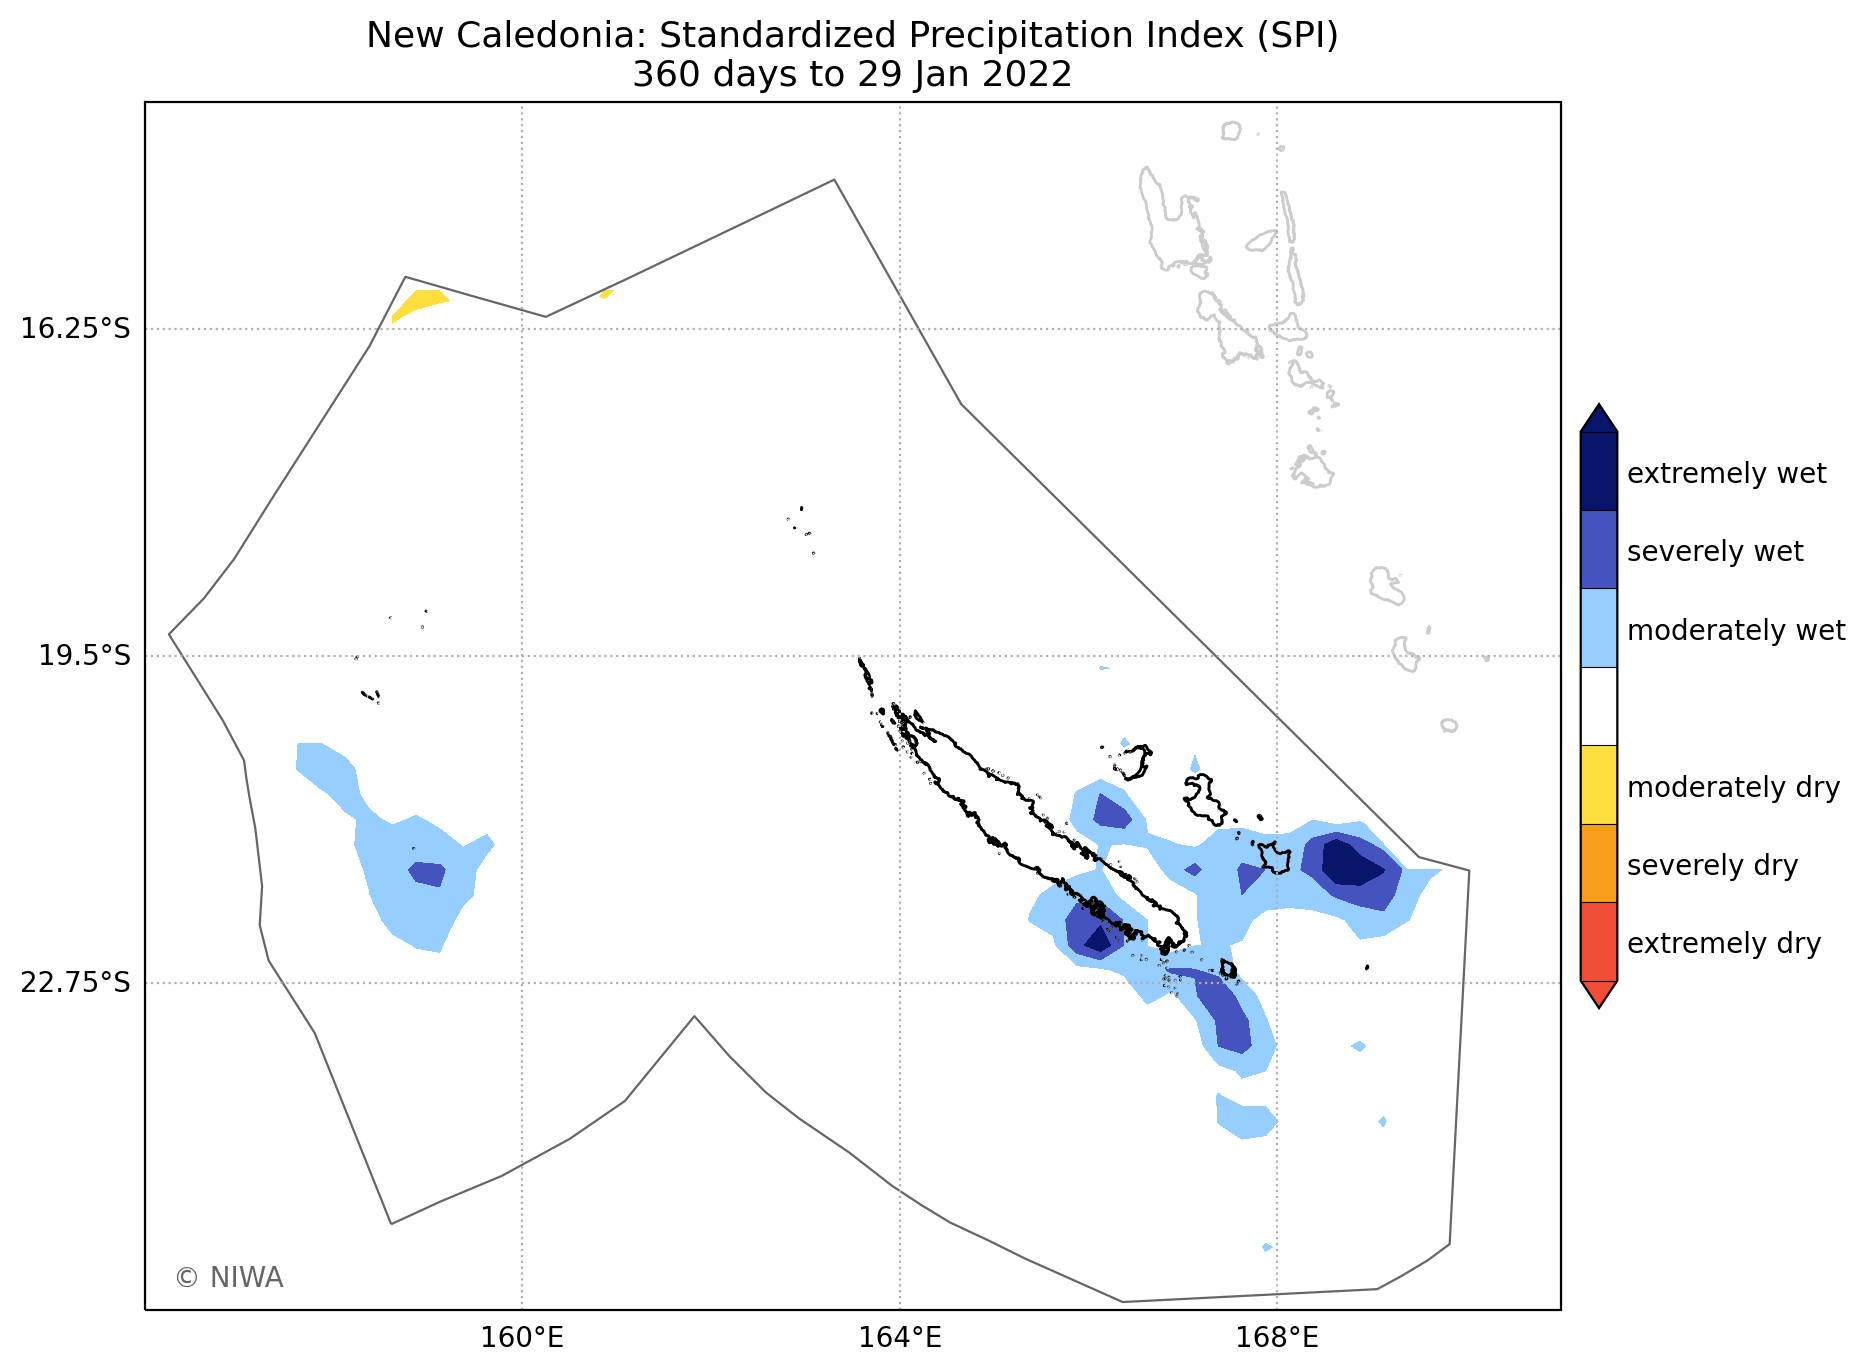 New Caledonia: Standardized Precipitation Index (SPI)
360 days to 29 Jan 2022
16.25°S
19.5°S
22.75°S
160°E
164°E
168°E
extremely wet
severely wet
moderately wet
moderately dry
severely dry
extremely dry
© NIWA